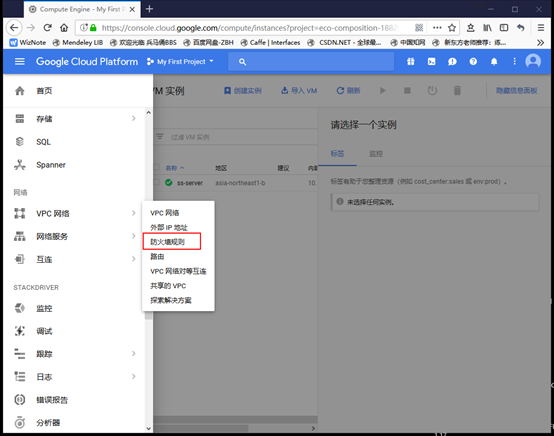 Compute Engine - My First P
https://console.cloud.google.com/compute/instances?project=eco-composition-188
WizNote Mendeley LIB 欢迎光临 兵马俑BBS 百度网盘-ZBH Caffe | Interfaces CSDN.NET - 全球最... 中国知网 新东方老师推荐：练...
Google Cloud Platform My First Project
首页
VM 实例
创建实例
导入 VM
刷新
隐藏信息面板
存储
SQL
Spanner
网络
VPC 网络
网络服务
互连
STACKDRIVER
监控
调试
跟踪
日志
错误报告
分析器
过滤 VM 实例
名称 地区 建议 内部
ss-server asia-northeast1-b 10.
VPC 网络
外部 IP 地址
防火墙规则
路由
VPC 网络对等互连
共享的 VPC
探索解决方案
请选择一个实例
标签 监控
标签有助于您整理资源（例如 cost_center:sales 或 env:prod）。
未选择任何实例。